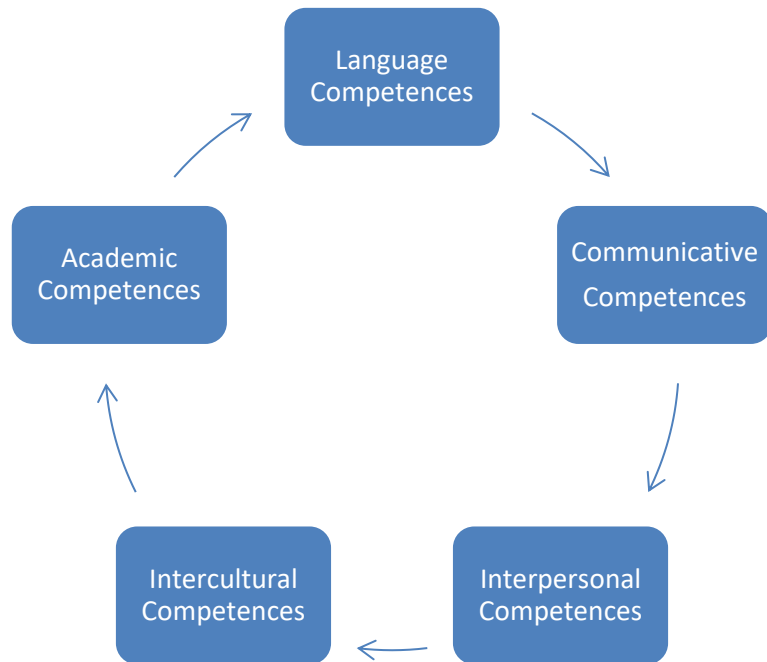 Language
Competences
Communicative
Competences
Interpersonal
Competences
Intercultural
Competences
Academic
Competences